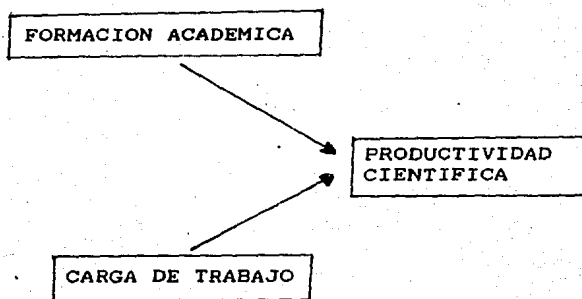 FORMACION ACADEMICA
PRODUCTIVIDAD
CIENTIFICA
CARGA DE TRABAJO